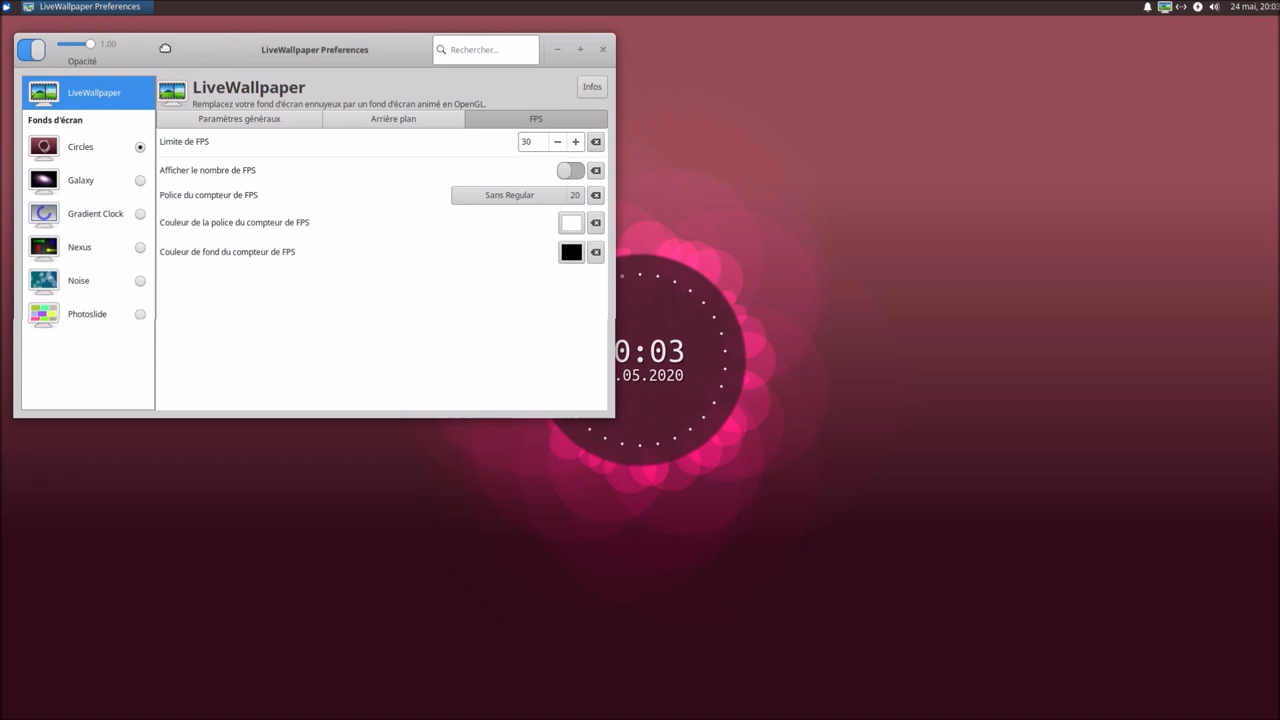 LiveWallpaper Preferences
24 mai, 20:03
1.00
Opacité
LiveWallpaper Preferences
Rechercher...
LiveWallpaper
LiveWallpaper
Remplacez votre fond d'écran ennuyeux par un fond d'écran animé en OpenGL.
Infos
Paramètres généraux
Arrière plan
FPS
Fonds d'écran
Circles
Galaxy
Gradient Clock
Nexus
Noise
Photoslide
Limite de FPS
30
Afficher le nombre de FPS
Police du compteur de FPS
Sans Regular 20
Couleur de la police du compteur de FPS
Couleur de fond du compteur de FPS
0:03
.05.2020